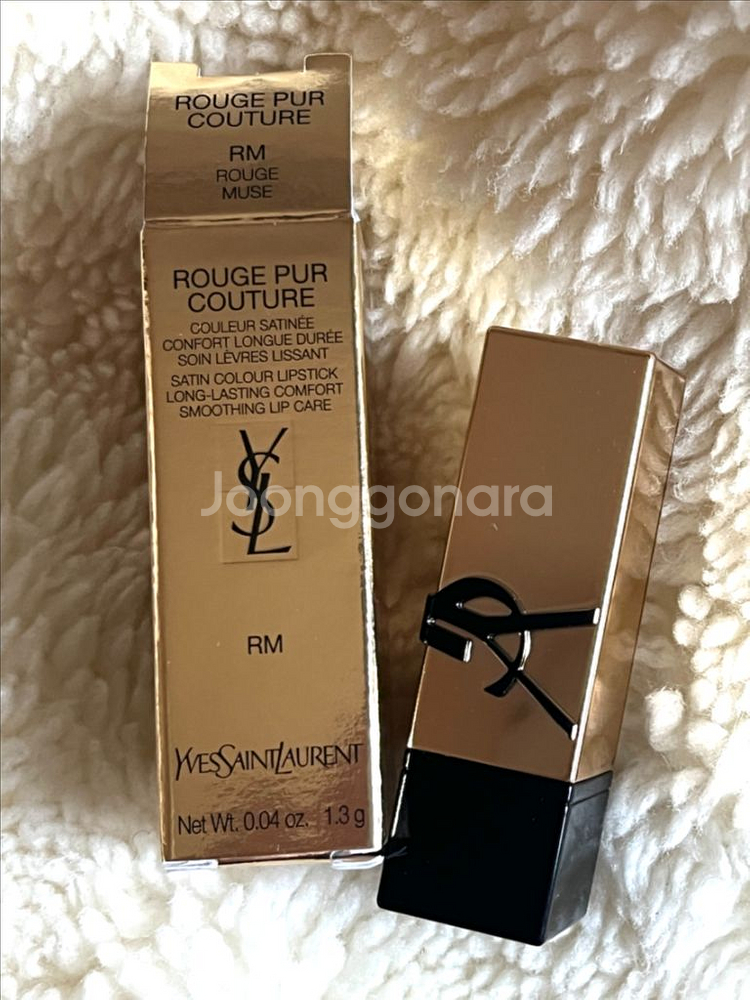 ROUGE PUR
COUTURE
RM
ROUGE
MUSE
ROUGE PUR
COUTURE
COULEUR SATINÉE
CONFORT LONGUE DURÉE
SOIN LÈVRES LISSANT
SATIN COLOUR LIPSTICK
LONG-LASTING COMFORT
SMOOTHING LIP CARE
YSL
Joonggonara
RM
YVESSAINTLAURENT
Net Wt. 0.04 oz. 1.3 g
YSL